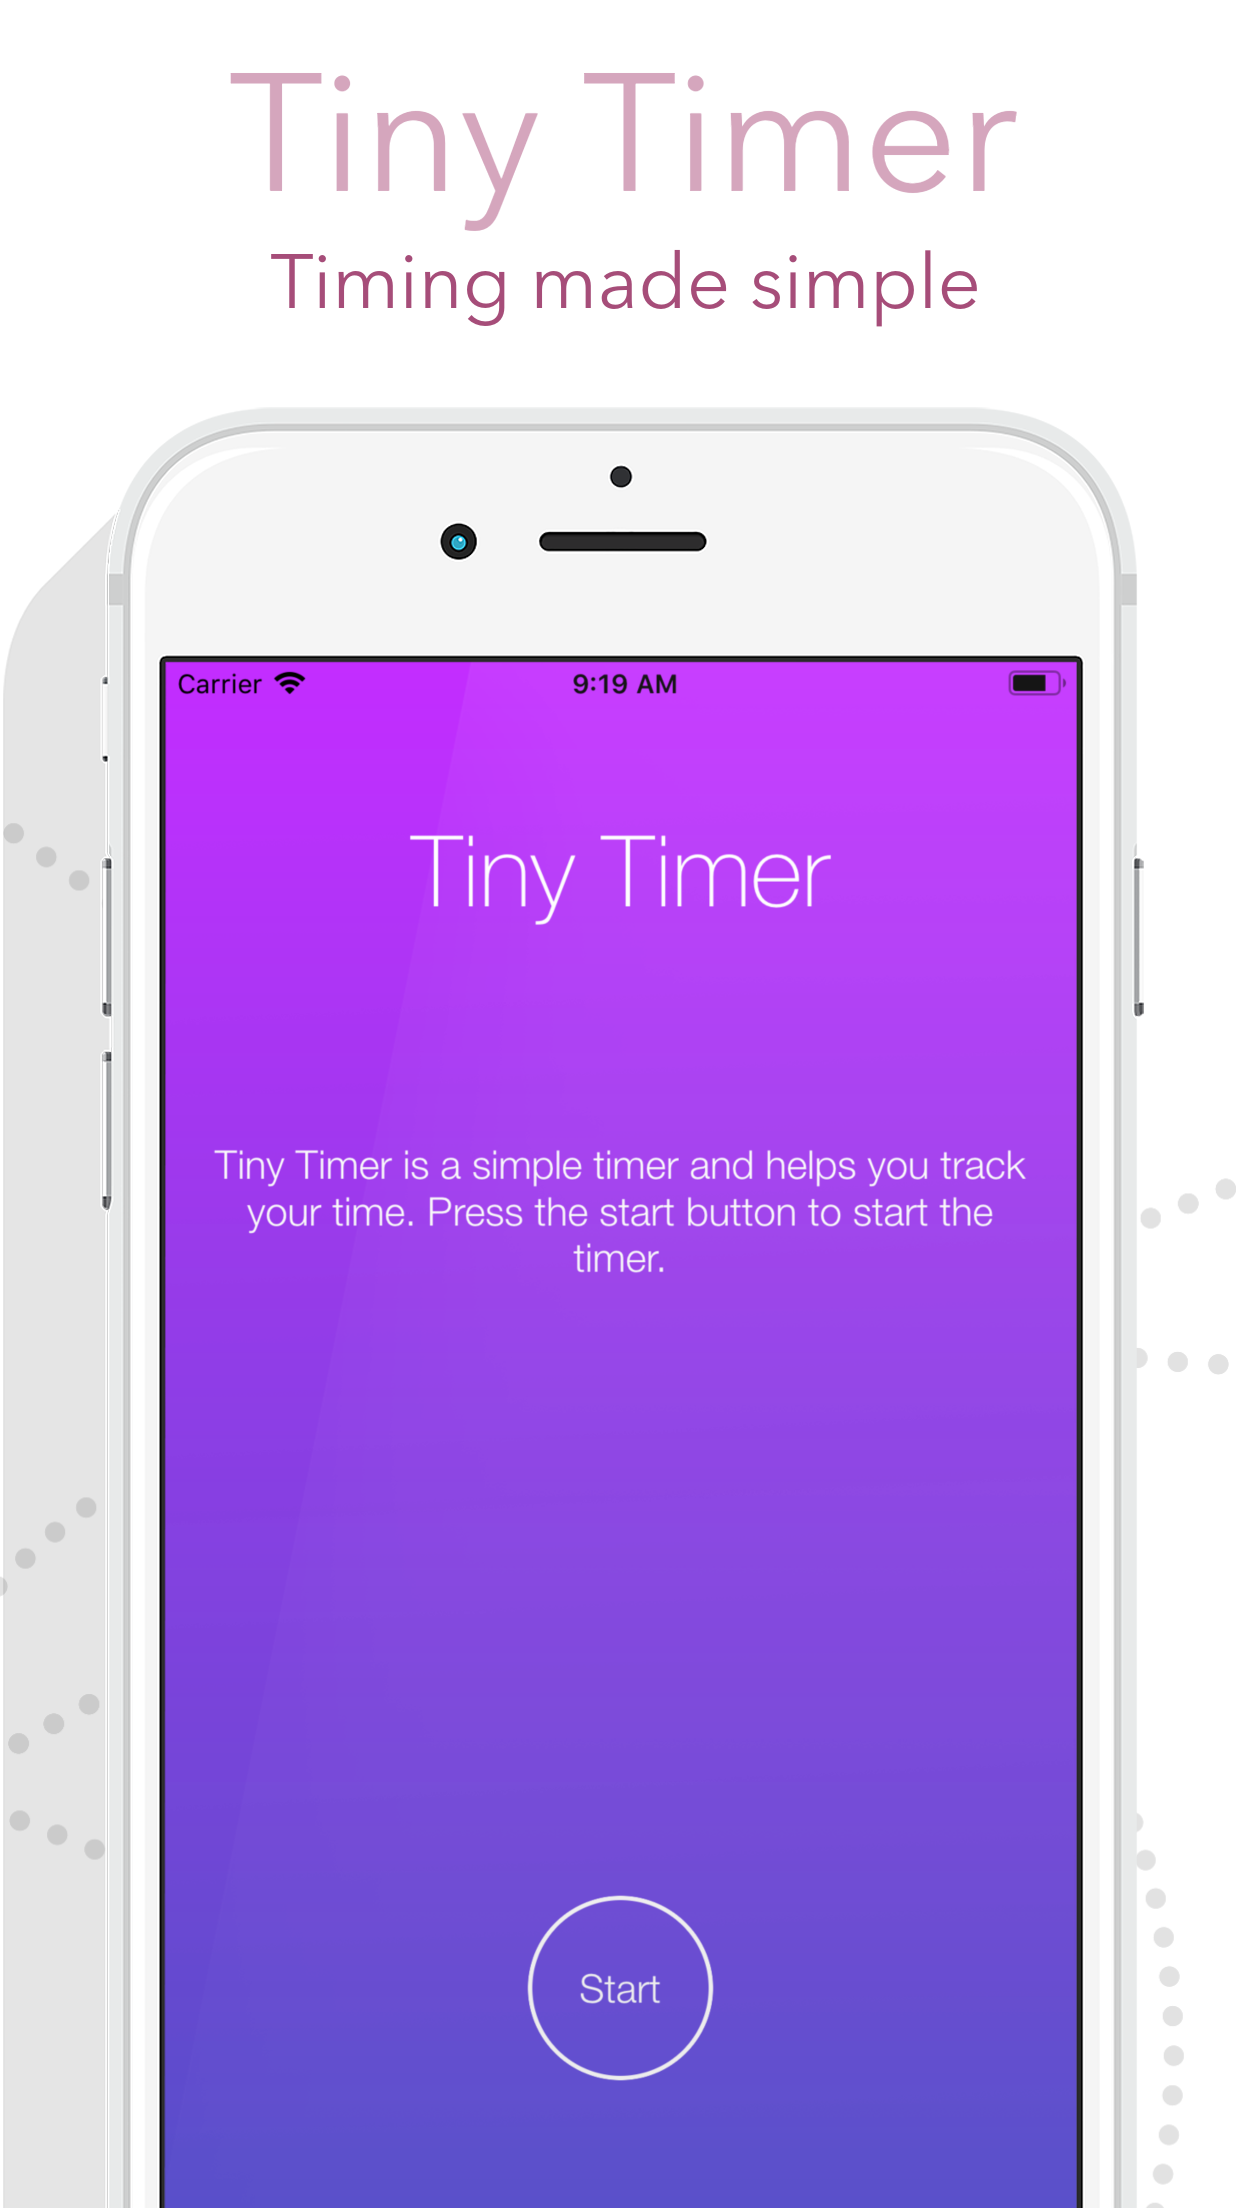 Tiny Timer
Timing made simple
Carrier 9:19 AM
Tiny Timer
Tiny Timer is a simple timer and helps you track
your time. Press the start button to start the
timer.
Start